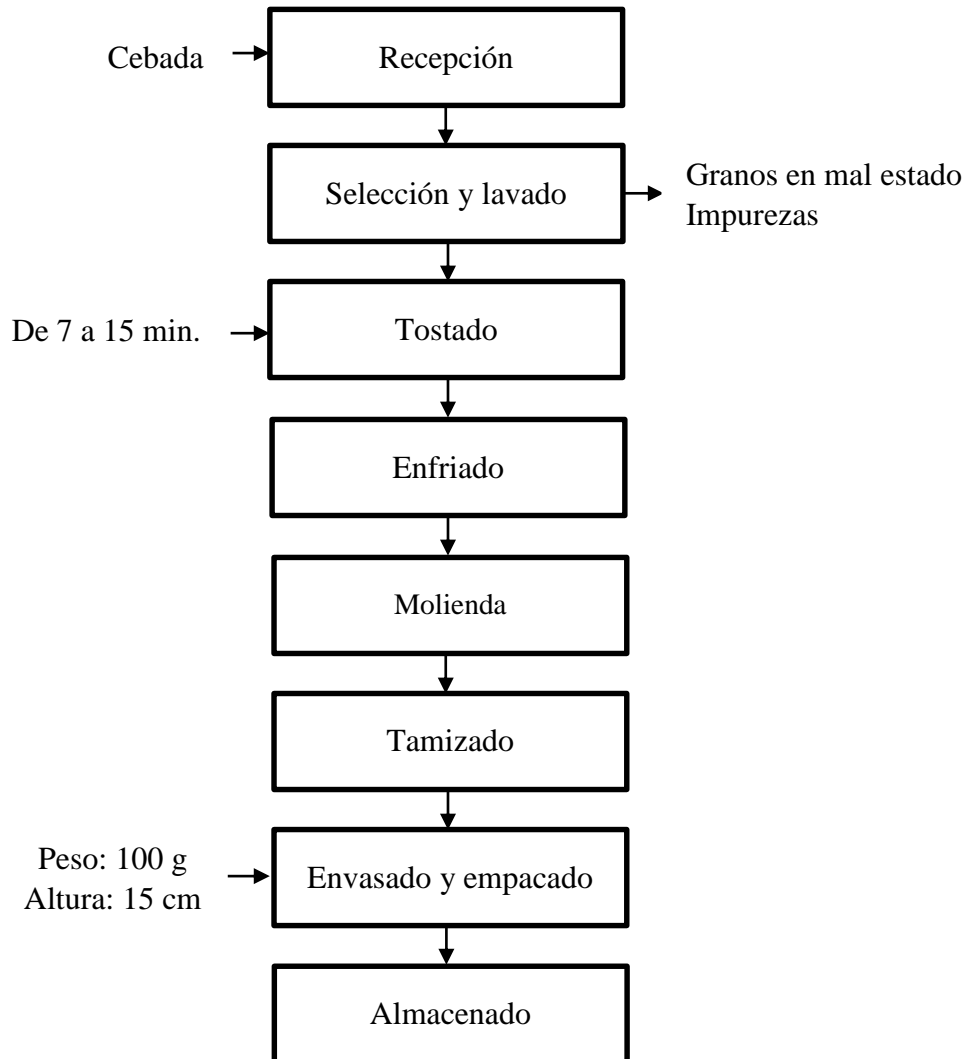 Cebada
Recepción
Selección y lavado
Granos en mal estado
Impurezas
De 7 a 15 min.
Tostado
Enfriado
Molienda
Tamizado
Peso: 100 g
Altura: 15 cm
Envasado y empacado
Almacenado